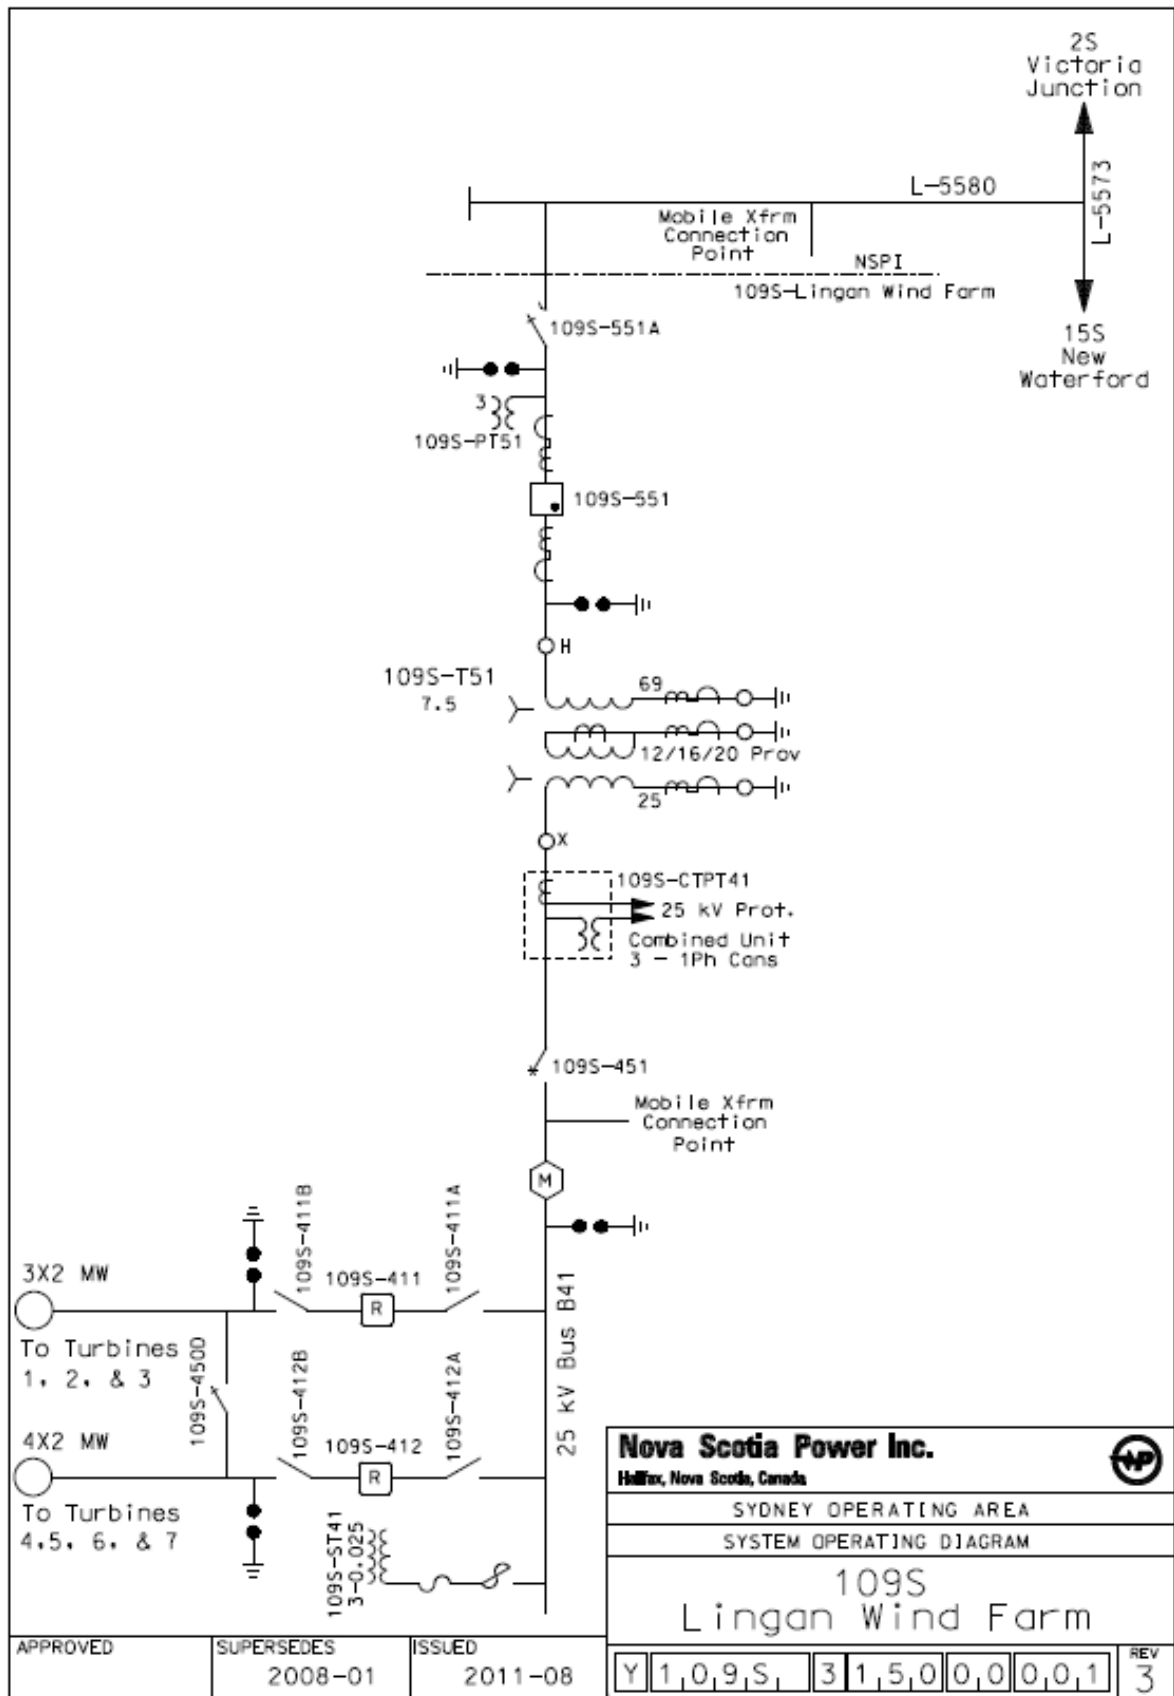 2S
Victoria
Junction
L-5580
L-5573
Mobile Xfrm
Connection
Point
NSPI
109S-Lingan Wind Farm
109S-551A
15S
New
Waterford
3
109S-PT51
109S-551
H
109S-T51
7.5
69
12/16/20 Prov
25
X
109S-CTPT41
25 kV Prot.
Combined Unit
3 - 1Ph Cans
109S-451
Mobile Xfrm
Connection
Point
M
109S-411B
109S-411A
3X2 MW
109S-411
R
25 kV Bus B41
To Turbines
1. 2. & 3
109S-450D
109S-412B
109S-412A
4X2 MW
109S-412
R
To Turbines
4.5. 6. & 7
109S-ST41
3-0.025
Nova Scotia Power Inc.
Halifax, Nova Scotia, Canada
SYDNEY OPERATING AREA
SYSTEM OPERATING DIAGRAM
109S
Lingan Wind Farm
APPROVED
SUPERSEDES
2008-01
ISSUED
2011-08
Y 1 0 9 S 3 1 5 0 0 0 0 0 1
REV
3